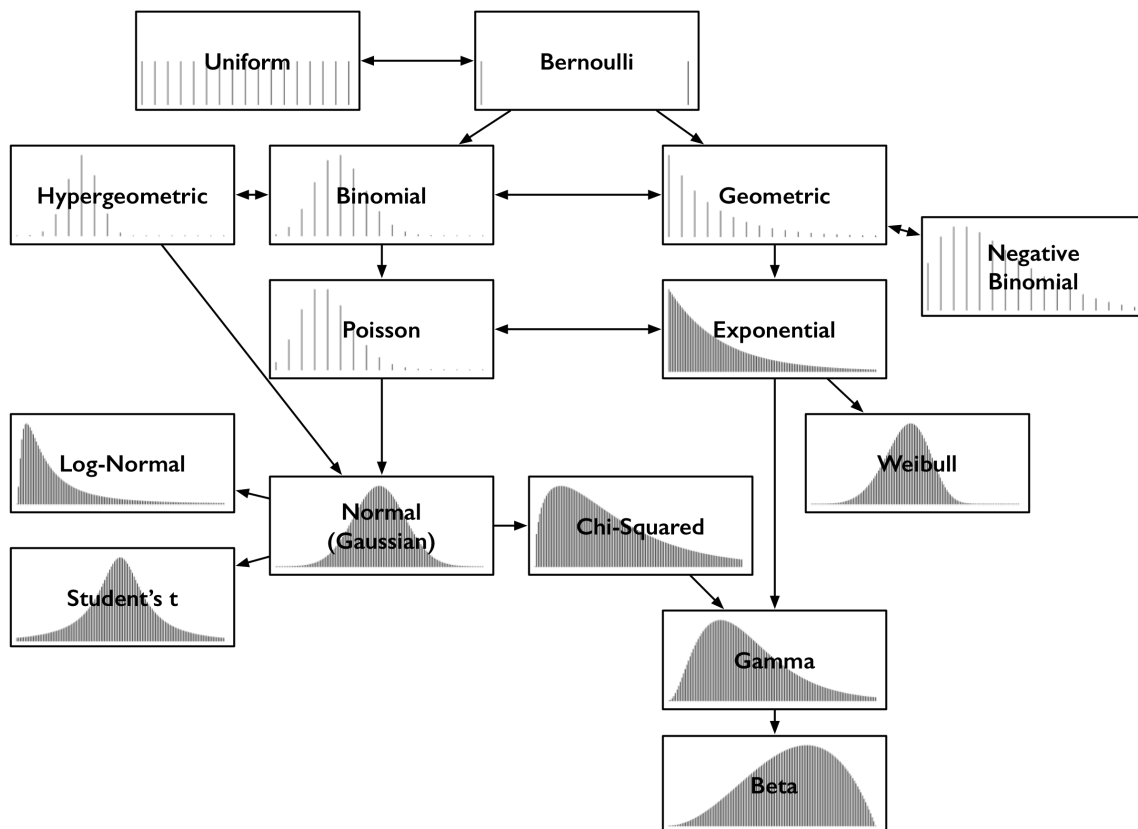 Uniform
Bernoulli
Hypergeometric
Binomial
Geometric
Negative
Binomial
Poisson
Exponential
Log-Normal
Weibull
Normal
(Gaussian)
Chi-Squared
Student’s t
Gamma
Beta